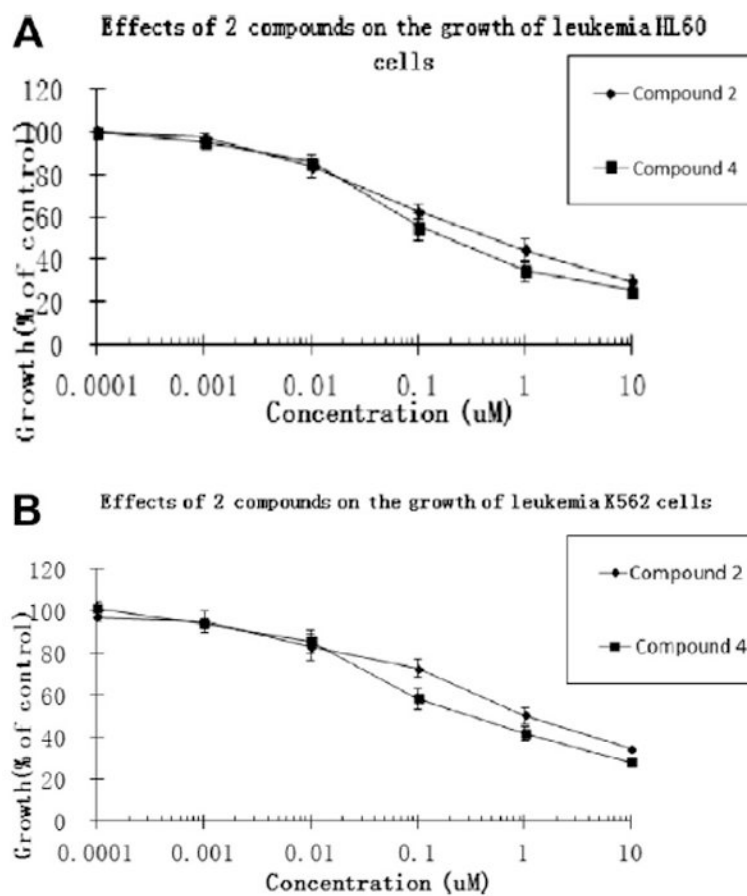 A
Effects of 2 compounds on the growth of leukemia HL60
cells
Compound 2
Compound 4
Growth(% of control)
120
100
80
60
40
20
0
0.0001 0.001 0.01 0.1 1 10
Concentration (uM)
B
Effects of 2 compounds on the growth of leukemia K562 cells
Compound 2
Compound 4
Growth(% of control)
120
100
80
60
40
20
0
0.0001 0.001 0.01 0.1 1 10
Concentration (uM)